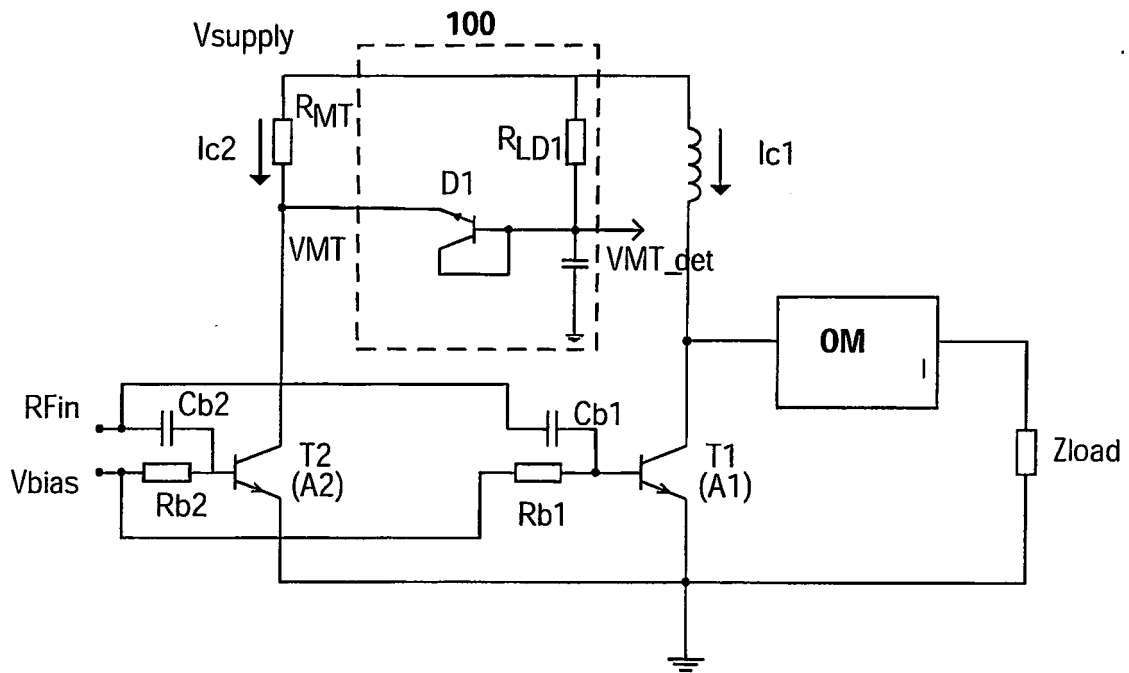 100
Vsupply
RMT
Ic2
RLD1
Ic1
D1
VMT
VMT_det
OM
RFin
Cb2
Cb1
Vbias
Rb2
T2
(A2)
Rb1
T1
(A1)
Zload